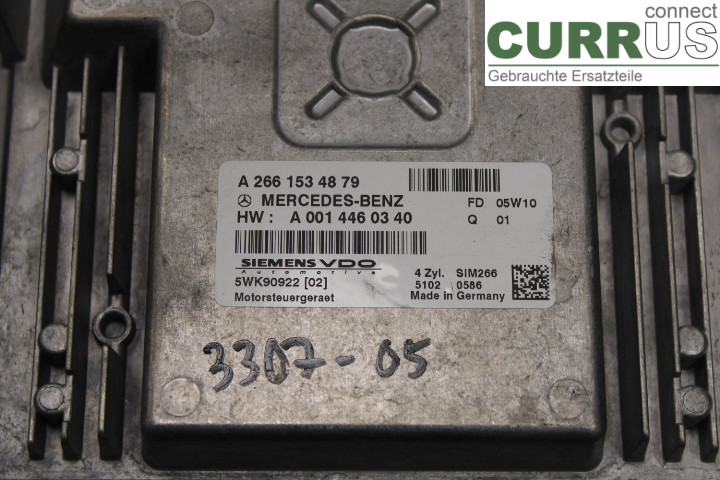 connect
CURRUS
Gebrauchte Ersatzteile
A 266 153 48 79
MERCEDES-BENZ
FD 05W10
HW : A 001 446 03 40
Q 01
SIEMENS VDO
Automotive
4 Zyl. SIM266
5WK90922 [02]
5102 0586
Motorsteuergeraet
Made in Germany
3307-05